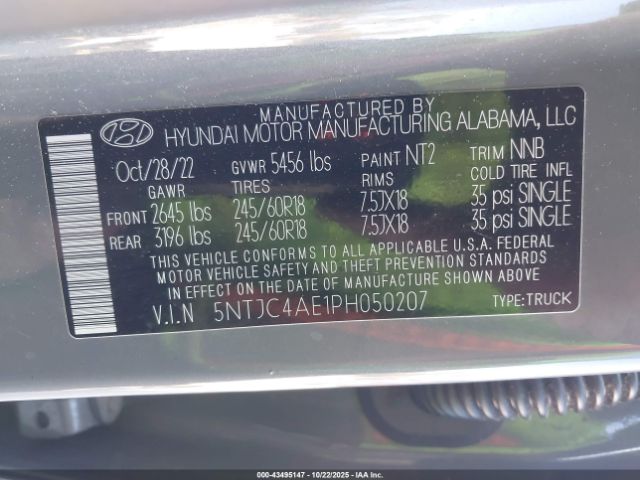 MANUFACTURED BY
HYUNDAI MOTOR MANUFACTURING ALABAMA, LLC
Oct/28/22 GVWR 5456 lbs PAINT NT2 TRIM NNB
GAWR TIRES RIMS COLD TIRE INFL
FRONT 2645 lbs 245/60R18 7.5JX18 35 psi SINGLE
REAR 3196 lbs 245/60R18 7.5JX18 35 psi SINGLE
THIS VEHICLE CONFORMS TO ALL APPLICABLE U.S.A. FEDERAL
MOTOR VEHICLE SAFETY AND THEFT PREVENTION STANDARDS
IN EFFECT ON THE DATE OF MANUFACTURE SHOWN ABOVE.
V.I.N 5NTJC4AE1PH050207 TYPE:TRUCK
000-43495147 - 10/22/2025 - IAAI.com